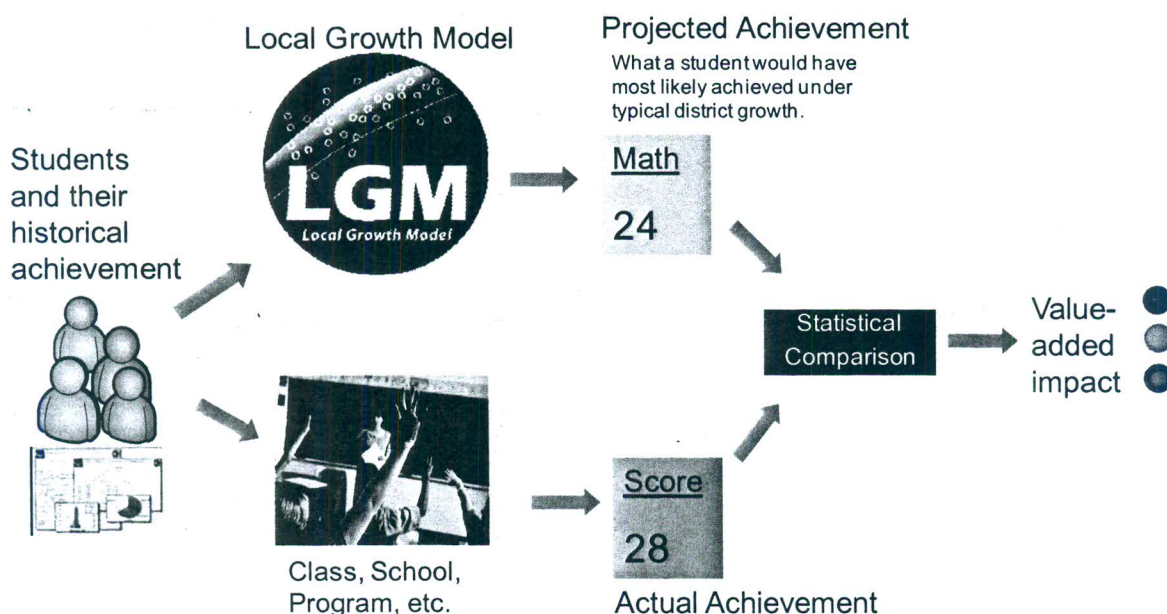 Local Growth Model
Projected Achievement
What a student would have
most likely achieved under
typical district growth.
Students
and their
historical
achievement
LGM
Local Growth Model
Math
24
Statistical
Comparison
Value-
added
impact
Score
28
Class, School,
Program, etc.
Actual Achievement